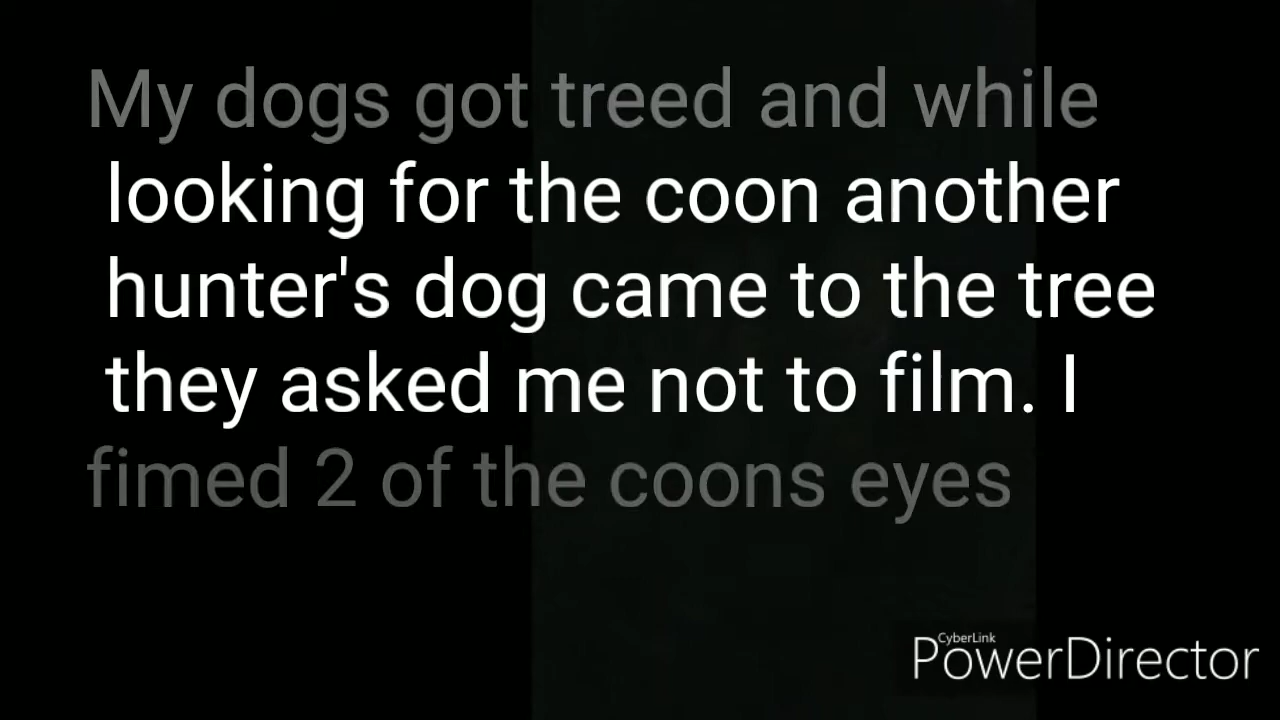 My dogs got treed and while
looking for the coon another
hunter's dog came to the tree
they asked me not to film. I
fimed 2 of the coons eyes
CyberLink
PowerDirector